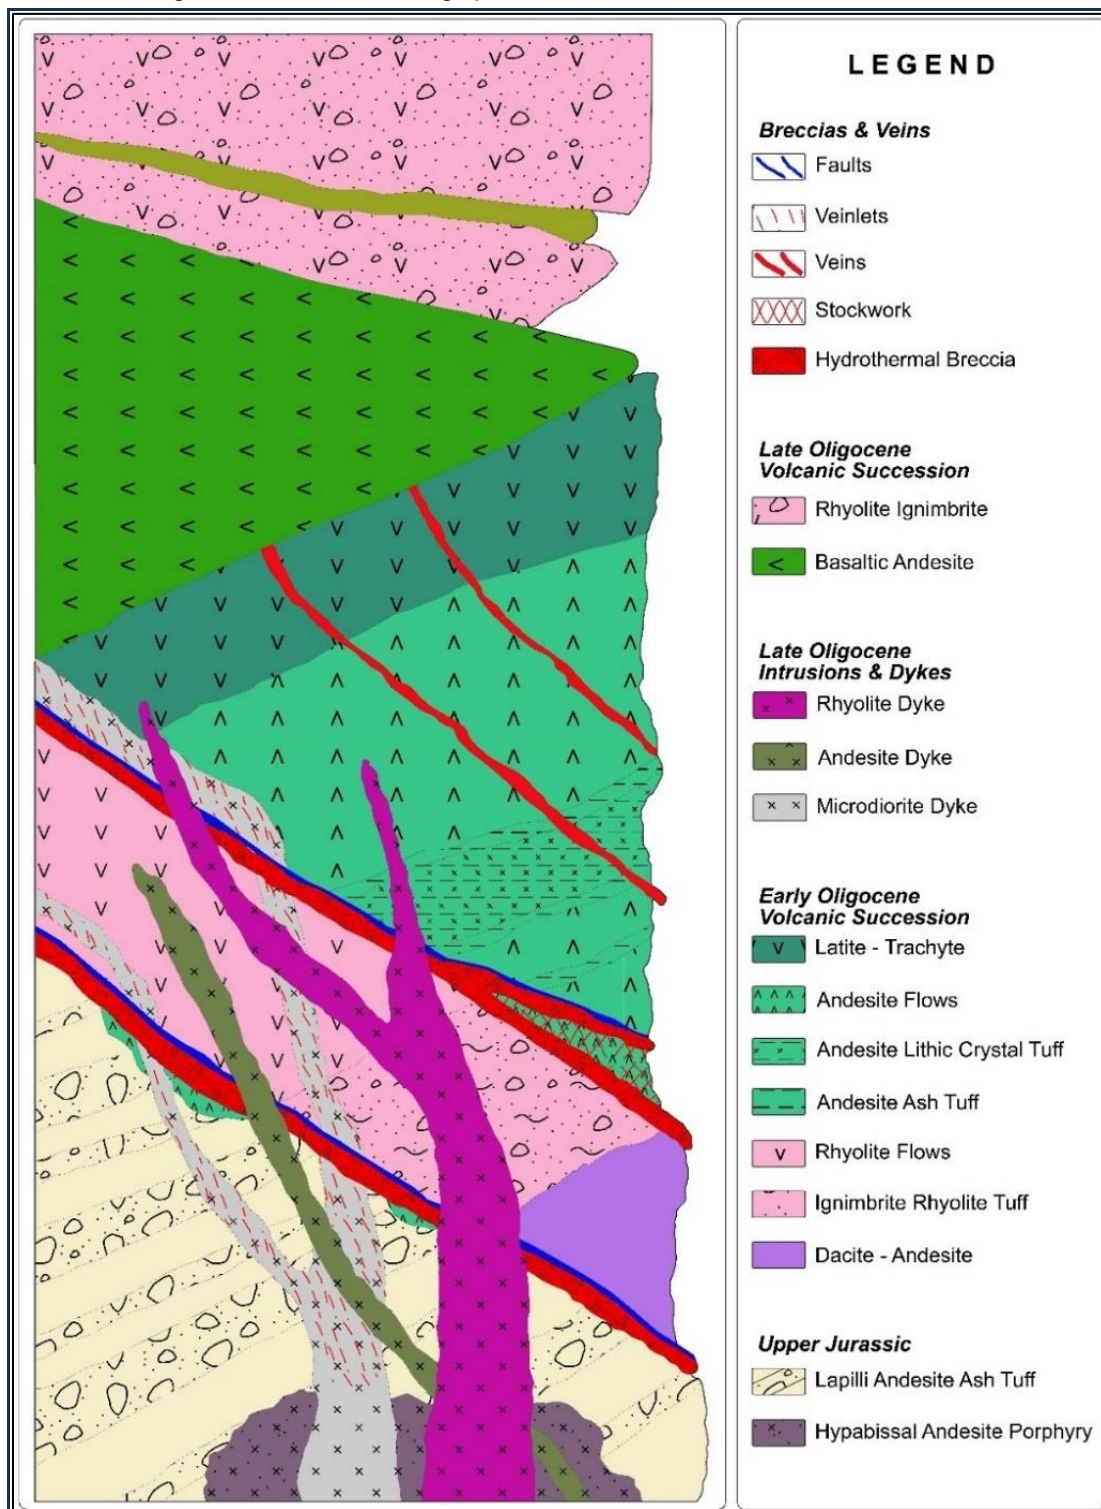 LEGEND
Breccias & Veins
Faults
Veinlets
Veins
Stockwork
Hydrothermal Breccia
Late Oligocene
Volcanic Succession
Rhyolite Ignimbrite
Basaltic Andesite
Late Oligocene
Intrusions & Dykes
Rhyolite Dyke
Andesite Dyke
Microdiorite Dyke
Early Oligocene
Volcanic Succession
Latite - Trachyte
Andesite Flows
Andesite Lithic Crystal Tuff
Andesite Ash Tuff
Rhyolite Flows
Ignimbrite Rhyolite Tuff
Dacite - Andesite
Upper Jurassic
Lapilli Andesite Ash Tuff
Hypabissal Andesite Porphyry